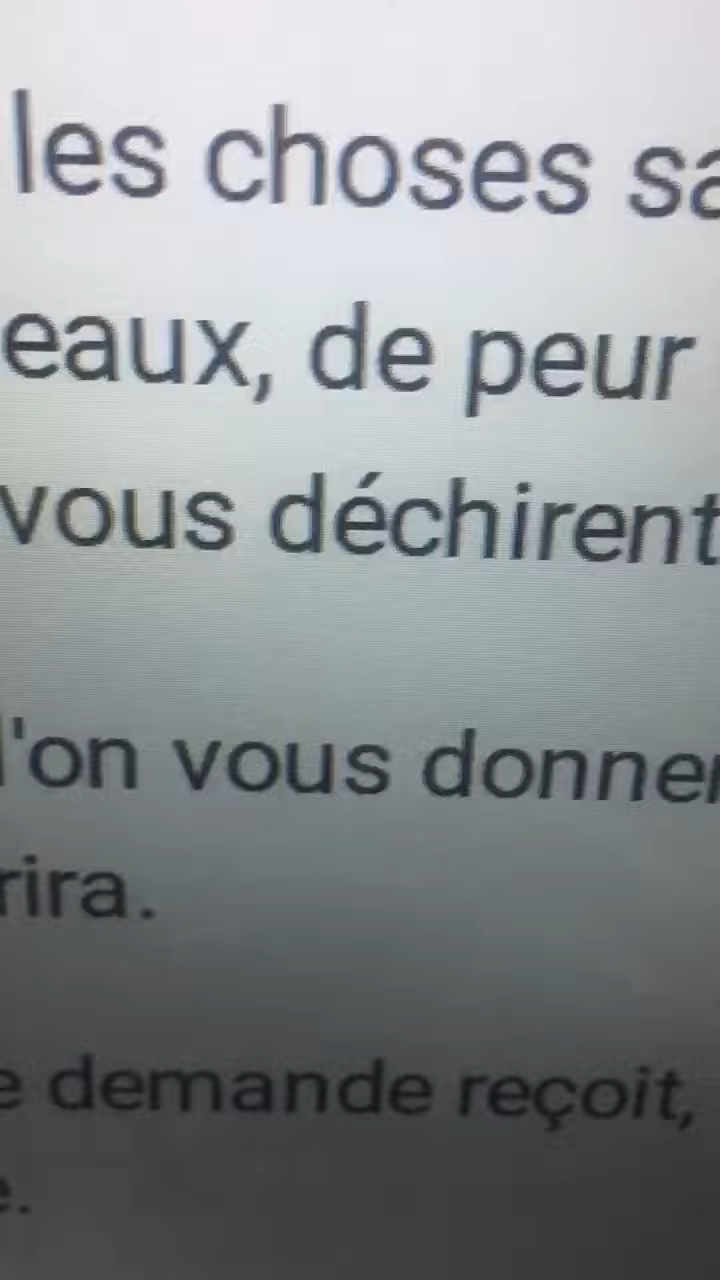 les choses sa
eaux, de peur
vous déchirent
l'on vous donner
rira.
e demande reçoit,
e.